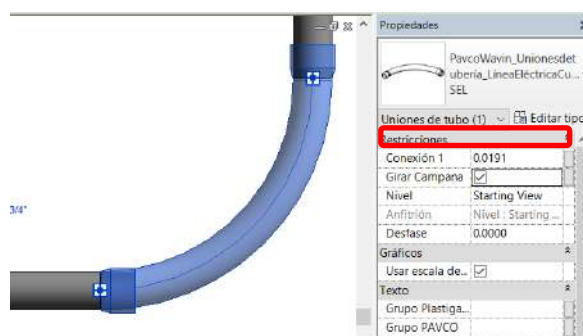 Propiedades
PavcoWavin_Unionesdet
ubería_LíneaEléctricaCu...
SEL
Uniones de tubo (1) Editar tipo
Restricciones
Conexión 1 0.0191
Girar Campana
Nivel Starting View
Anfitrión Nivel : Starting ...
Desfase 0.0000
Gráficos
Usar escala de...
Texto
Grupo Plastiga...
Grupo PAVCO
3/4"